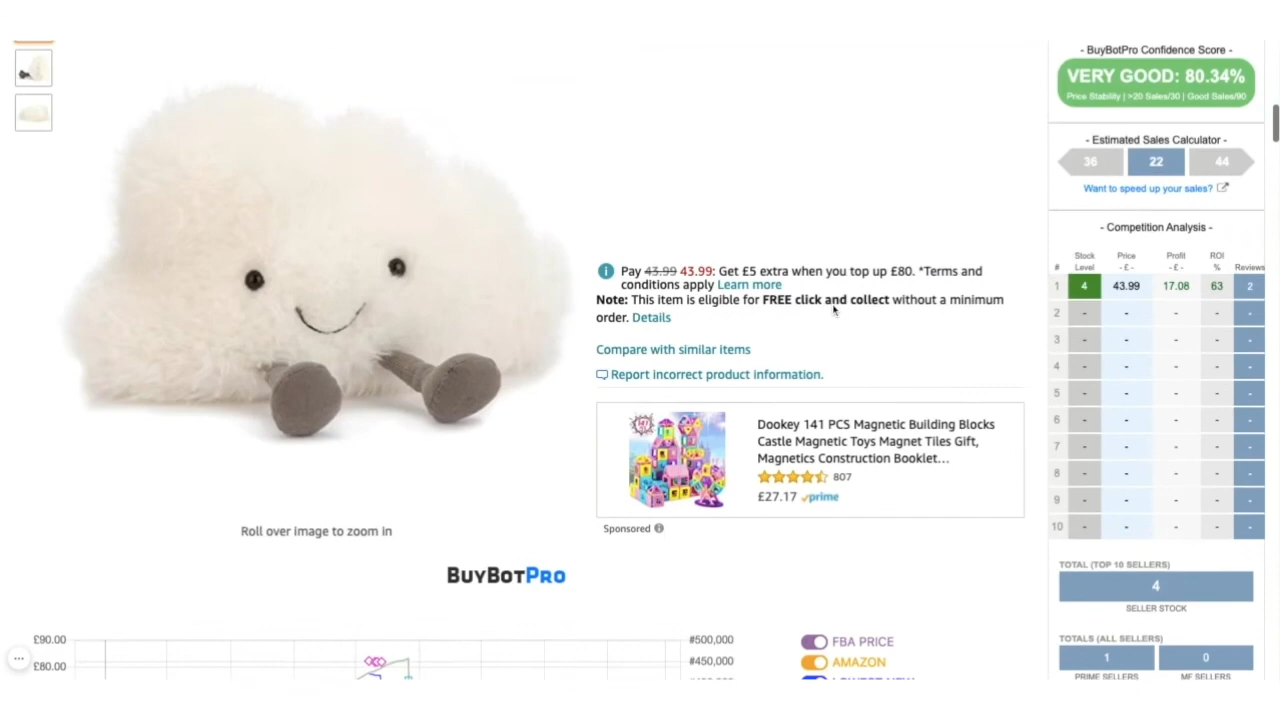 Pay 43.99 43.99: Get £5 extra when you top up £80. *Terms and
conditions apply Learn more
Note: This item is eligible for FREE click and collect without a minimum
order. Details
Compare with similar items
Report incorrect product information.
Dookey 141 PCS Magnetic Building Blocks
Castle Magnetic Toys Magnet Tiles Gift,
Magnetics Construction Booklet...
807
£27.17 prime
Sponsored
Roll over image to zoom in
BUYBOTPRO
£90.00
£80.00
#500,000
#450,000
FBA PRICE
AMAZON
- BuyBotPro Confidence Score -
VERY GOOD: 80.34%
Price Stability | >20 Sales/30 | Good Sales/90
- Estimated Sales Calculator -
36 22 44
Want to speed up your sales?
- Competition Analysis -
# Stock Level Price - £ - Profit - £ - ROI % Reviews
1 4 43.99 17.08 63 2
2 - - - - -
3 - - - - -
4 - - - - -
5 - - - - -
6 - - - - -
7 - - - - -
8 - - - - -
9 - - - - -
10 - - - - -
TOTAL (TOP 10 SELLERS)
4
SELLER STOCK
TOTALS (ALL SELLERS)
1 0
PRIME SELLERS MF SELLERS